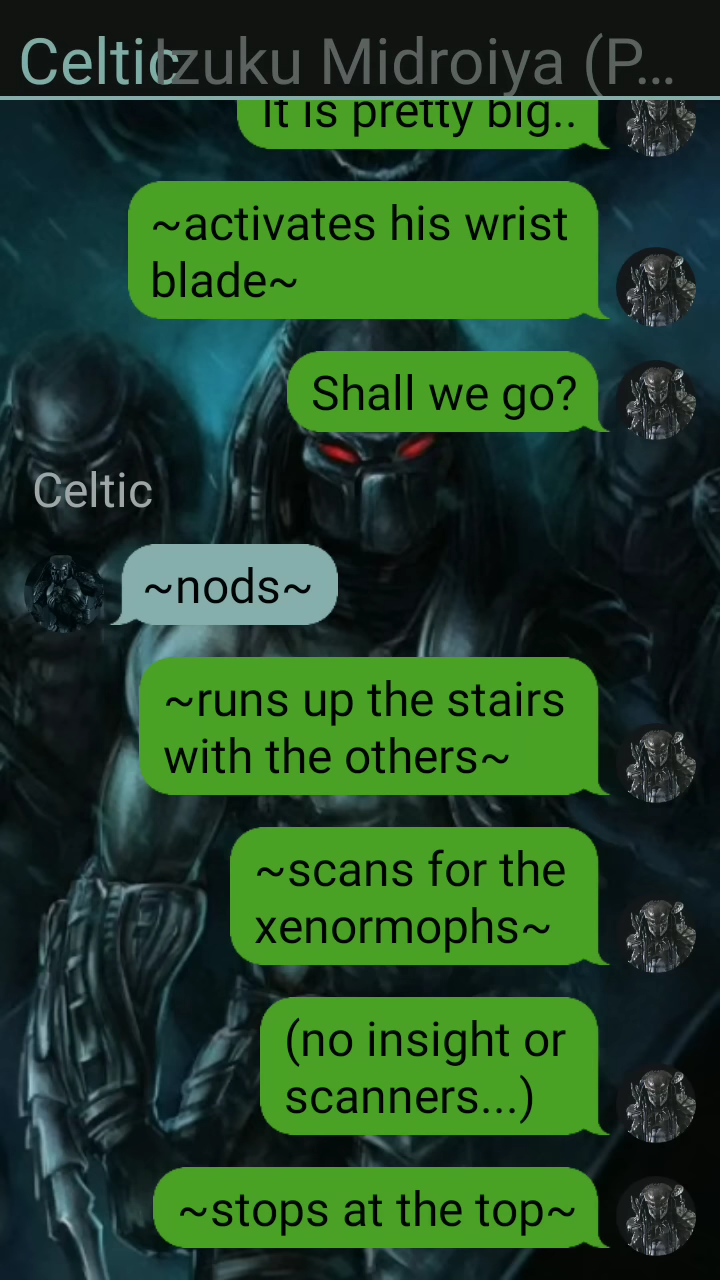 Celtic
Izuku Midroiya (P...
It is pretty big..
~activates his wrist
blade~
Shall we go?
Celtic
~nods~
~runs up the stairs
with the others~
~scans for the
xenormophs~
(no insight or
scanners...)
~stops at the top~